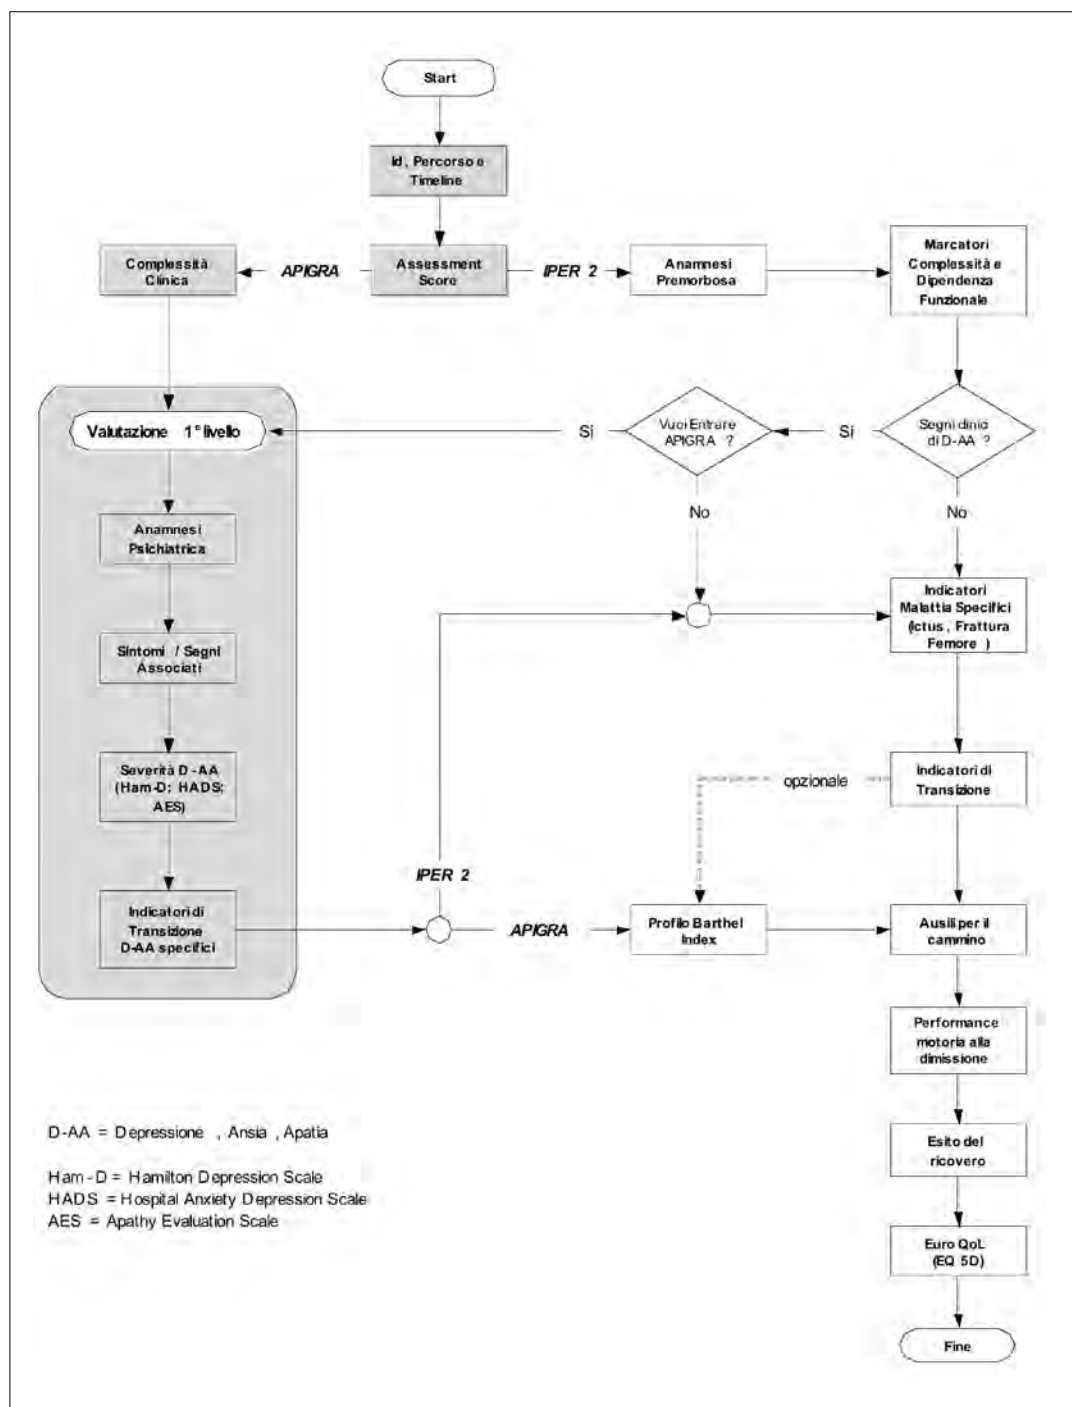 Start
Id, Percorso e
Timeline
Complessità
Clinica
APIGRA
Assessment
Score
IPER 2
Anamnesi
Premorbosa
Marcatori
Complessità e
Dipendenza
Funzionale
Valutazione 1° livello
Si
Vuoi Entrare
APIGRA ?
Si
Segni clinici
di D-AA ?
No
No
Anamnesi
Psichiatrica
Indicatori
Malattia Specifici
(Ictus, Frattura
Femore )
Sintomi / Segni
Associati
Severità D-AA
(Ham-D; HADS;
AES)
opzionale
Indicatori di
Transizione
IPER 2
Indicatori di
Transizione
D-AA specifici
APIGRA
Profilo Barthel
Index
Ausili per il
cammino
Performance
motoria alla
dimissione
D-AA = Depressione , Ansia , Apatia
Esito del
ricovero
Ham-D = Hamilton Depression Scale
HADS = Hospital Anxiety Depression Scale
AES = Apathy Evaluation Scale
Euro QoL
(EQ 5D)
Fine